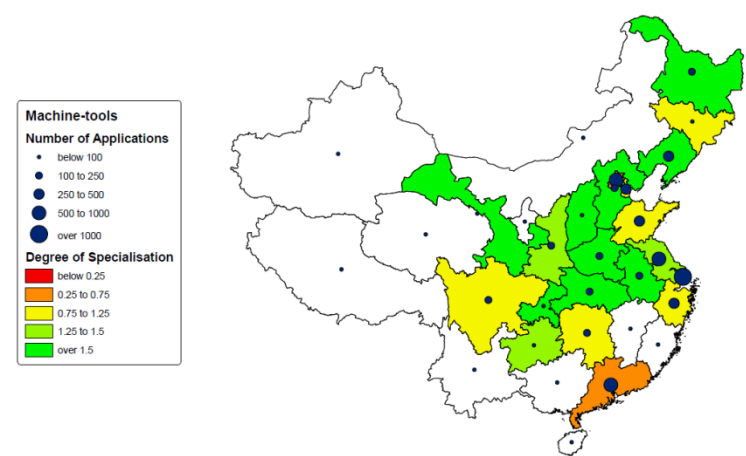 Machine-tools
Number of Applications
below 100
100 to 250
250 to 500
500 to 1000
over 1000
Degree of Specialisation
below 0.25
0.25 to 0.75
0.75 to 1.25
1.25 to 1.5
over 1.5